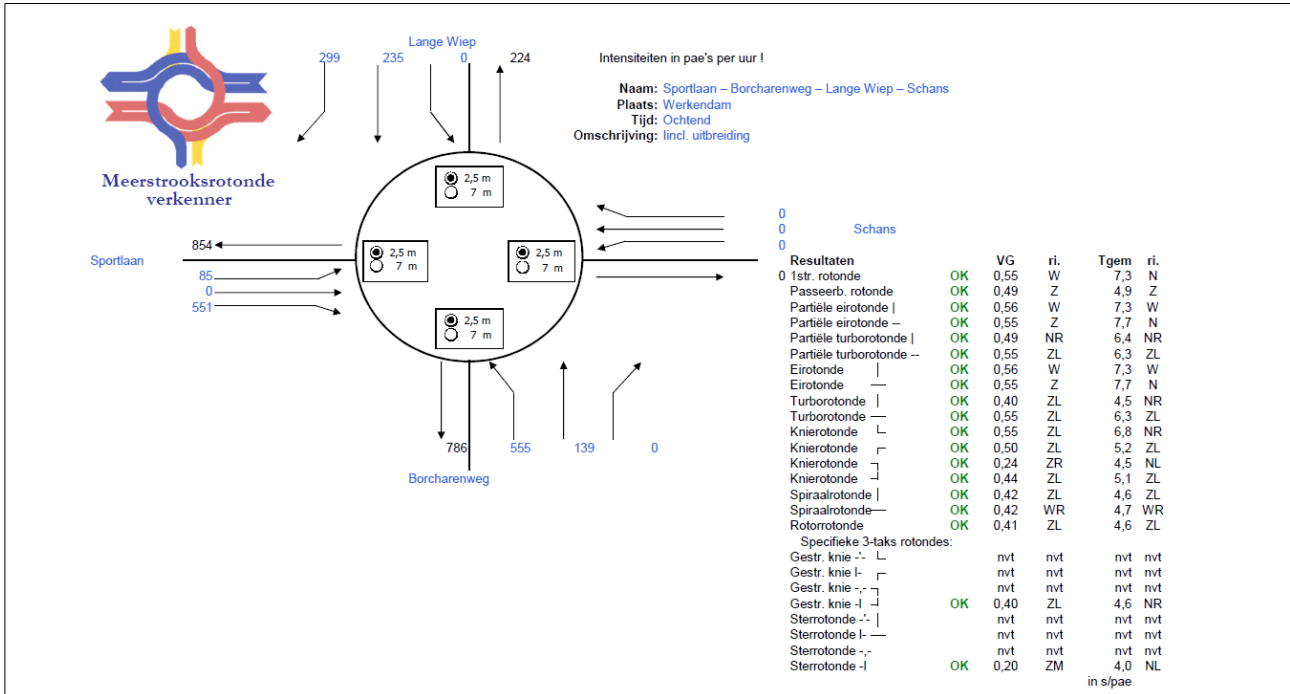 Lange Wiep
299 235 0 224
Intensiteiten in pae's per uur !
Naam: Sportlaan – Borcharenweg – Lange Wiep – Schans
Plaats: Werkendam
Tijd: Ochtend
Omschrijving: Iincl. uitbreiding
Meerstrooksrotonde
verkenner
2,5 m
7 m
854
Sportlaan
85
0
551
2,5 m
7 m
2,5 m
7 m
0
0 Schans
0
0
2,5 m
7 m
786 555 139 0
Borcharenweg
Resultaten VG ri. Tgem ri.
1str. rotonde OK 0,55 W 7,3 N
Passeerb. rotonde OK 0,49 Z 4,9 Z
Partiële eirotonde | OK 0,56 W 7,3 W
Partiële eirotonde -- OK 0,55 Z 7,7 N
Partiële turborotonde | OK 0,49 NR 6,4 NR
Partiële turborotonde -- OK 0,55 ZL 6,3 ZL
Eirotonde OK 0,56 W 7,3 W
Eirotonde OK 0,55 Z 7,7 N
Turborotonde OK 0,40 ZL 4,5 NR
Turborotonde OK 0,55 ZL 6,3 ZL
Knierotonde OK 0,55 ZL 6,8 NR
Knierotonde OK 0,50 ZL 5,2 ZL
Knierotonde OK 0,24 ZR 4,5 NL
Knierotonde OK 0,44 ZL 5,1 ZL
Spiraalrotonde OK 0,42 ZL 4,6 ZL
Spiraalrotonde OK 0,42 WR 4,7 WR
Rotorrotonde OK 0,41 ZL 4,6 ZL
Specifieke 3-taks rotondes:
Gestr. knie -'- nvt nvt nvt nvt
Gestr. knie I- nvt nvt nvt nvt
Gestr. knie -,- nvt nvt nvt nvt
Gestr. knie -I OK 0,40 ZL 4,6 NR
Sterrotonde -'- nvt nvt nvt nvt
Sterrotonde I- nvt nvt nvt nvt
Sterrotonde -,- nvt nvt nvt nvt
Sterrotonde -I OK 0,20 ZM 4,0 NL
in s/pae